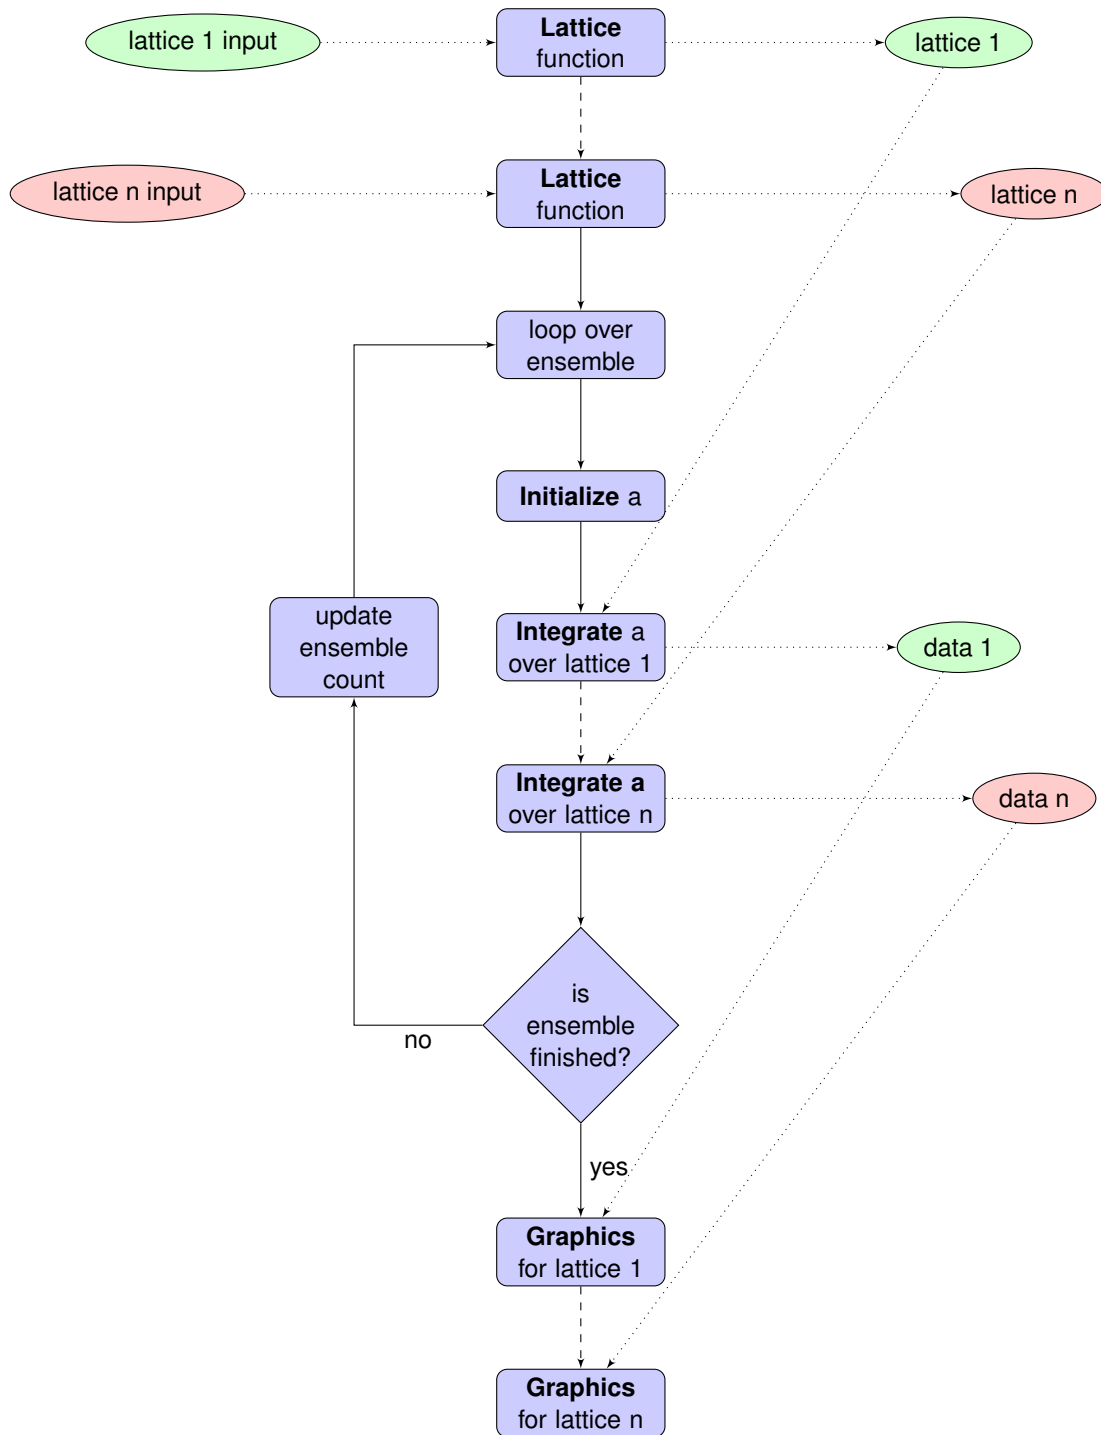 lattice 1 input
Lattice
function
lattice 1
lattice n input
Lattice
function
lattice n
loop over
ensemble
Initialize a
update
ensemble
count
Integrate a
over lattice 1
data 1
Integrate a
over lattice n
data n
is
ensemble
finished?
no
yes
Graphics
for lattice 1
Graphics
for lattice n